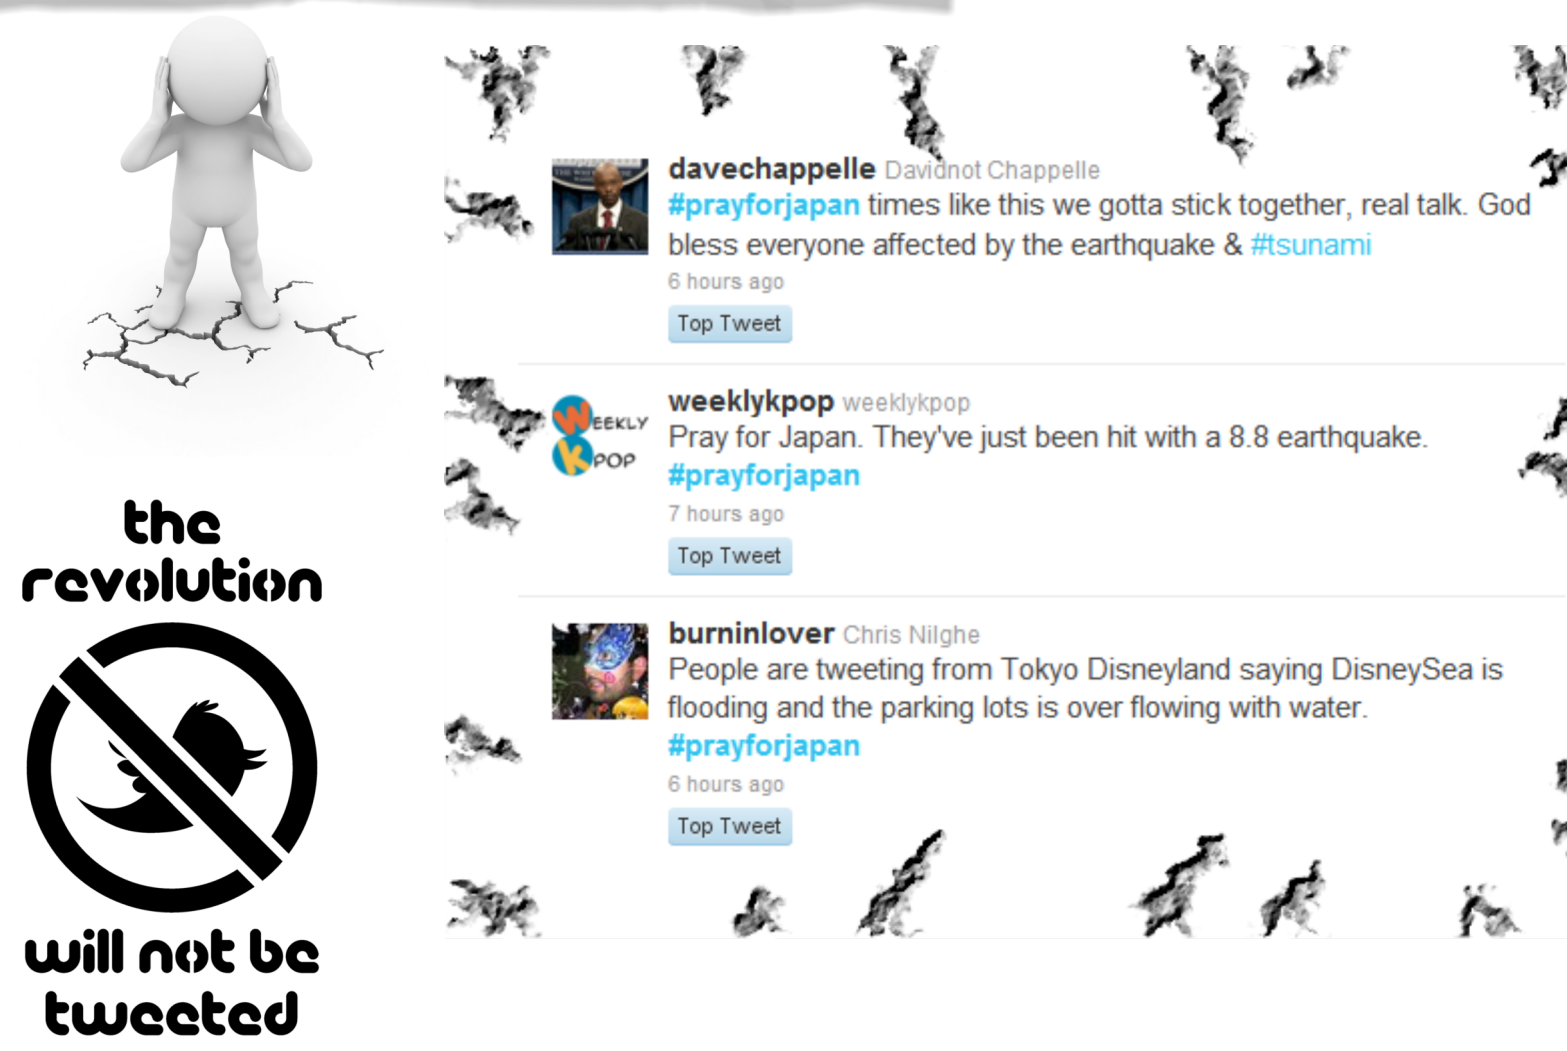 davechappelle Davidnot Chappelle
#prayforjapan times like this we gotta stick together, real talk. God
bless everyone affected by the earthquake & #tsunami
6 hours ago
Top Tweet
WEEKLY
KPOP
weeklykpop weeklykpop
Pray for Japan. They've just been hit with a 8.8 earthquake.
#prayforjapan
7 hours ago
Top Tweet
burninlover Chris Nilghe
People are tweeting from Tokyo Disneyland saying DisneySea is
flooding and the parking lots is over flowing with water.
#prayforjapan
6 hours ago
Top Tweet
the
revolution
will not be
tweeted